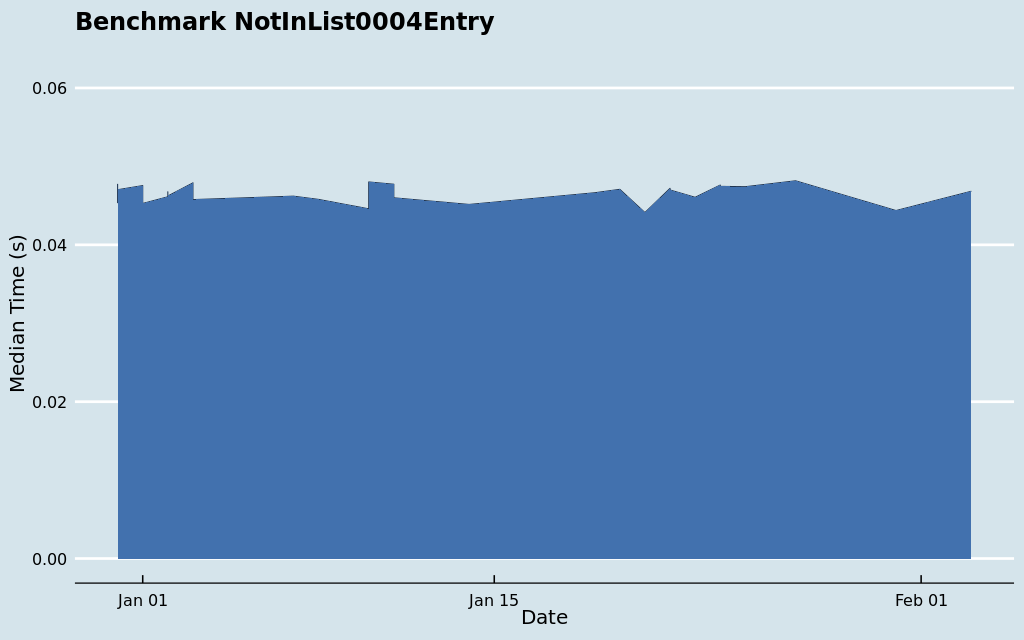 Benchmark NotInList0004Entry
0.06
0.04
0.02
0.00
Median Time (s)
Jan 01
Jan 15
Feb 01
Date